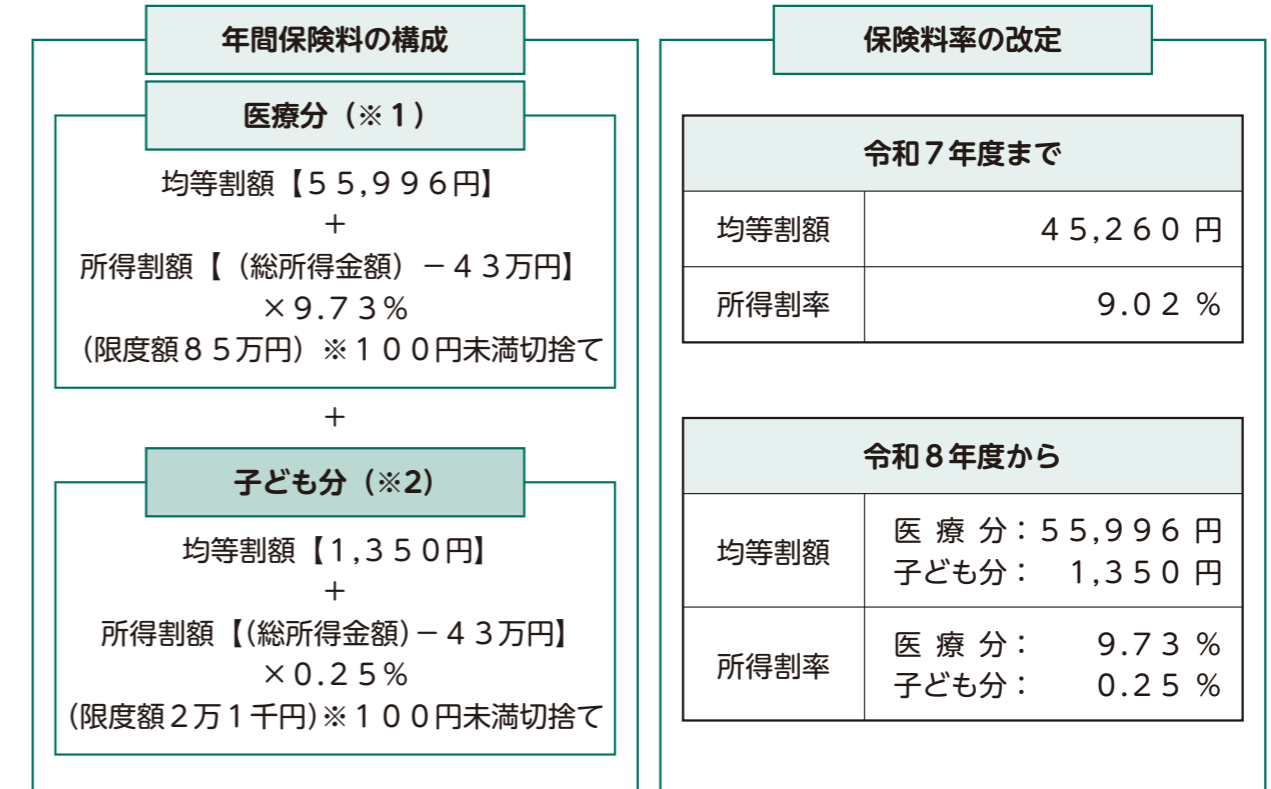 年間保険料の構成
医療分（※１）
均等割額【５５,９９６円】
＋
所得割額【（総所得金額）－４３万円】
×９.７３％
（限度額８５万円）※１００円未満切捨て
＋
子ども分（※2）
均等割額【１,３５０円】
＋
所得割額【（総所得金額）－４３万円】
×０.２５％
（限度額２万１千円）※１００円未満切捨て
保険料率の改定
令和７年度まで
均等割額 ４５,２６０ 円
所得割率 ９.０２ ％
令和８年度から
均等割額
医 療 分：５５,９９６ 円
子ども分： １,３５０ 円
所得割率
医 療 分： ９.７３ ％
子ども分： ０.２５ ％